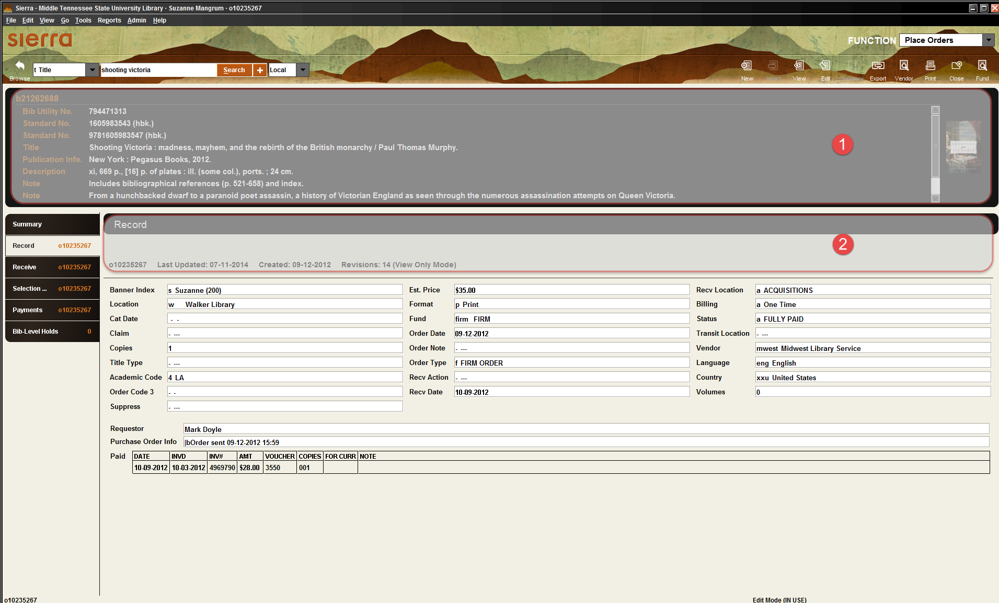 Sierra · Middle Tennessee State University Library · Suzanne Mangrum · o10235267
File Edit View Go Tools Reports Admin Help
sierra
FUNCTION Place Orders
Browse t Title shooting victoria Search + Local
New Insert View Edit Summary Export Vendor Print Close Fund
b21262688
Bib Utility No. 794471313
Standard No. 1605983543 (hbk.)
Standard No. 9781605983547 (hbk.)
Title Shooting Victoria : madness, mayhem, and the rebirth of the British monarchy / Paul Thomas Murphy.
Publication Info. New York : Pegasus Books, 2012.
Description xi, 669 p., [16] p. of plates : ill. (some col.), ports. ; 24 cm.
Note Includes bibliographical references (p. 521-658) and index.
Note From a hunchbacked dwarf to a paranoid poet assassin, a history of Victorian England as seen through the numerous assassination attempts on Queen Victoria.
1
SHOOTING
VICTORIA
Summary
Record o10235267
Receive o10235267
Selection ... o10235267
Payments o10235267
Bib-Level Holds 0
Record
2
o10235267 Last Updated: 07-11-2014 Created: 09-12-2012 Revisions: 14 (View Only Mode)
Banner Index s Suzanne (200) Est. Price $35.00 Recv Location a ACQUISITIONS
Location w Walker Library Format p Print Billing a One Time
Cat Date - - Fund firm FIRM Status a FULLY PAID
Claim - --- Order Date 09-12-2012 Transit Location - ---
Copies 1 Order Note - --- Vendor mwest Midwest Library Service
Title Type - --- Order Type f FIRM ORDER Language eng English
Academic Code 4 LA Recv Action - --- Country xxu United States
Order Code 3 - - Recv Date 10-09-2012 Volumes 0
Suppress - ---
Requestor Mark Doyle
Purchase Order Info |bOrder sent 09-12-2012 15:59
Paid DATE INVD INV# AMT VOUCHER COPIES FOR CURR NOTE
10-09-2012 10-03-2012 4969790 $28.00 3550 001
o10235267 Edit Mode (IN USE)